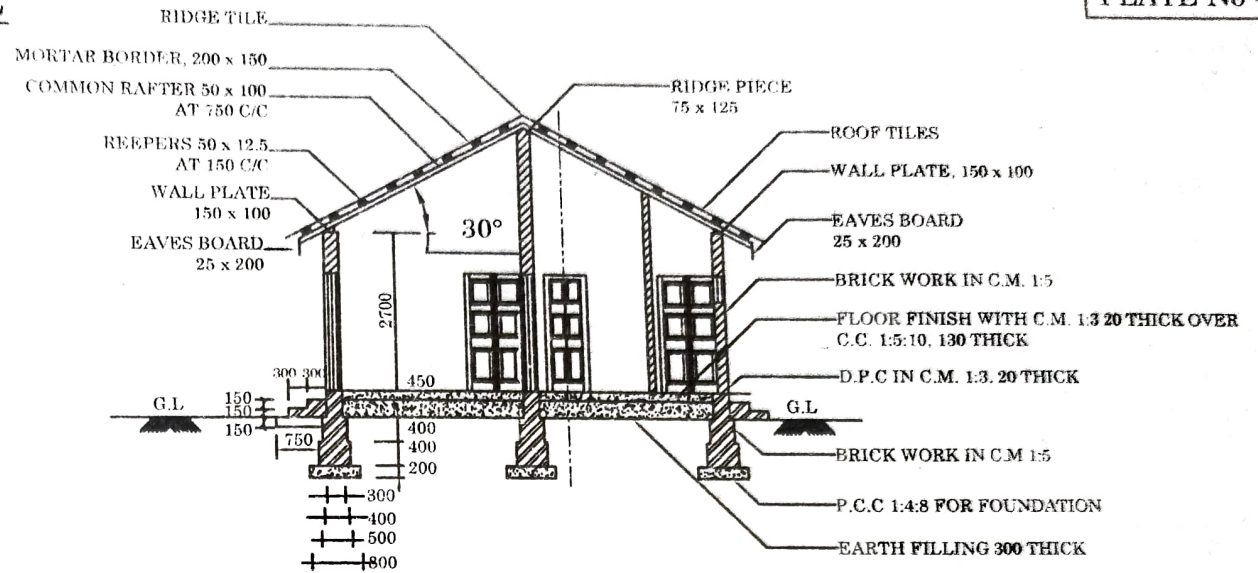 PLATE No
RIDGE TILE
MORTAR BORDER, 200 x 150
COMMON RAFTER 50 x 100
AT 750 C/C
REEPERS 50 x 12.5
AT 150 C/C
WALL PLATE
150 x 100
EAVES BOARD
25 x 200
RIDGE PIECE
75 x 125
ROOF TILES
WALL PLATE, 150 x 100
EAVES BOARD
25 x 200
30°
2700
BRICK WORK IN C.M. 1:5
FLOOR FINISH WITH C.M. 1:3 20 THICK OVER
C.C. 1:5:10, 130 THICK
D.P.C IN C.M. 1:3. 20 THICK
300 300
450
150
150
150
G.L
G.L
750
400
400
200
BRICK WORK IN C.M 1:5
300
400
500
800
P.C.C 1:4:8 FOR FOUNDATION
EARTH FILLING 300 THICK